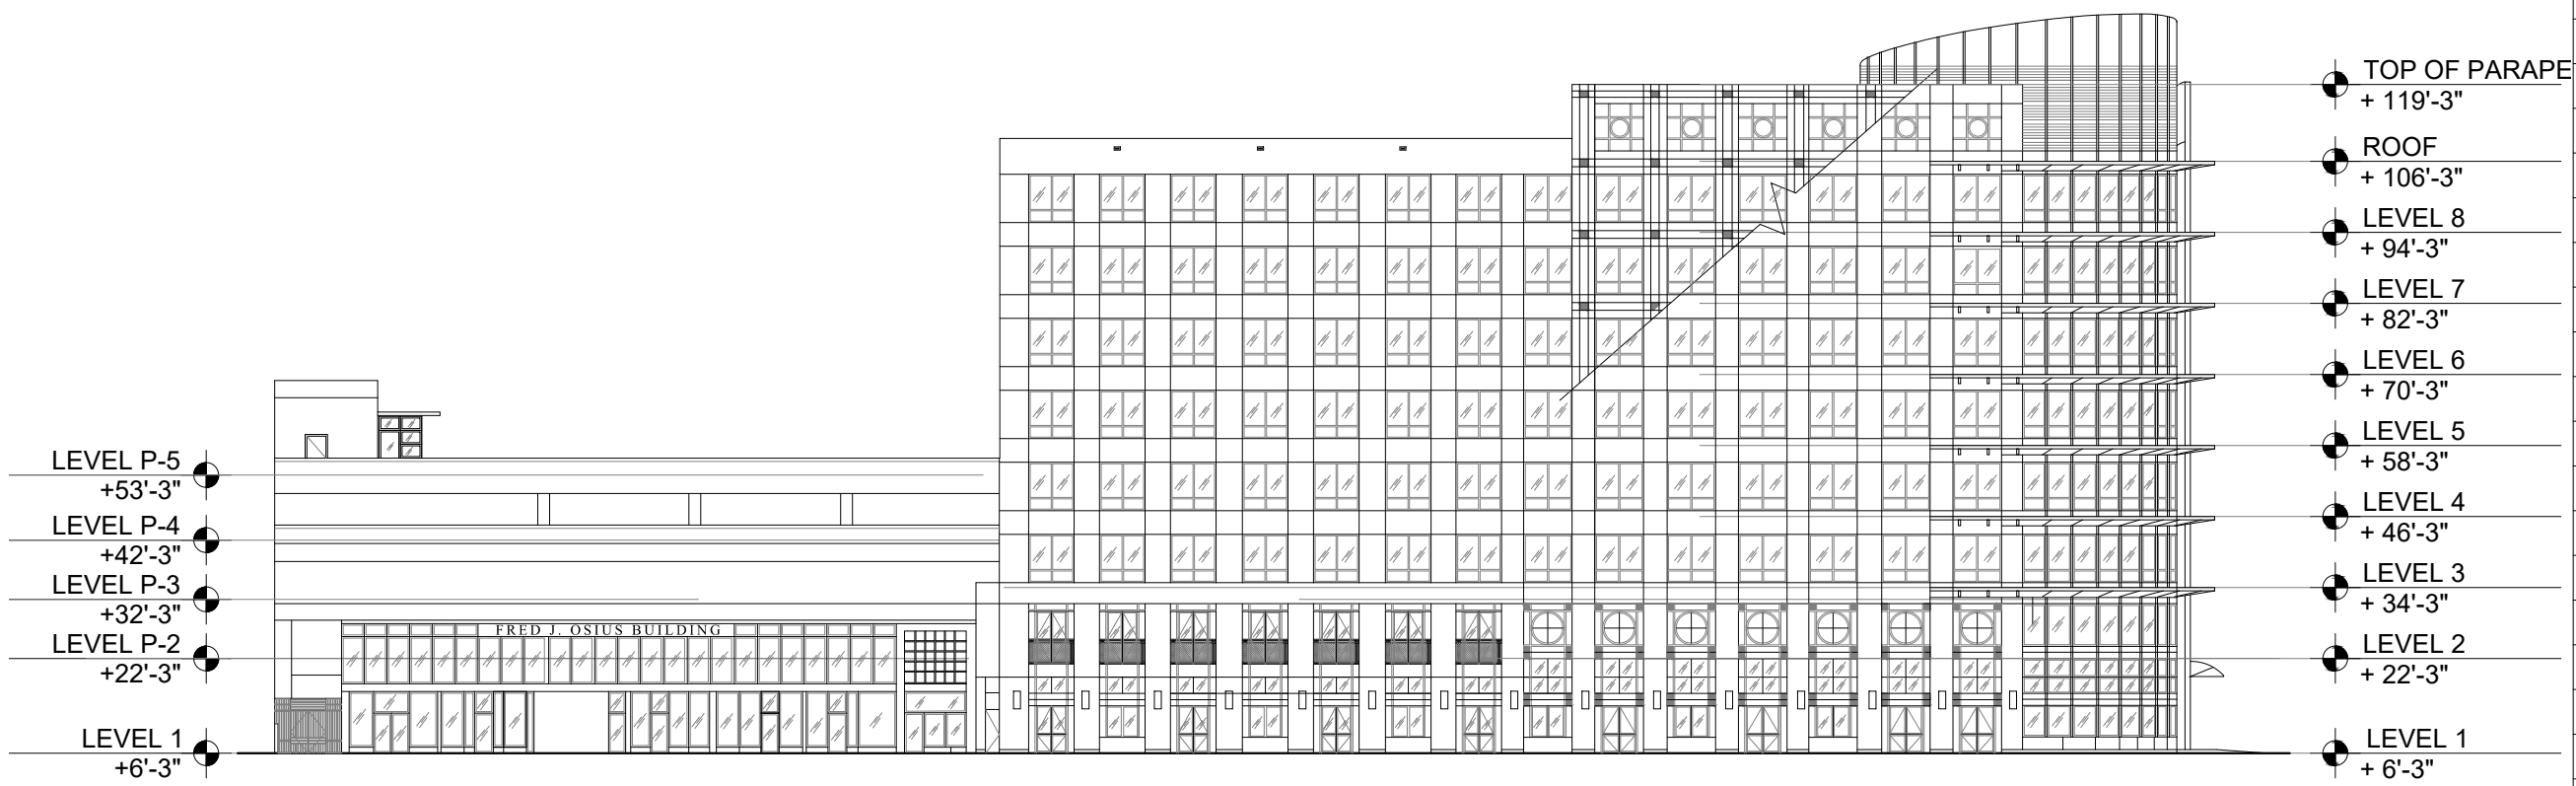 TOP OF PARAPE
+ 119'-3"
ROOF
+ 106'-3"
LEVEL 8
+ 94'-3"
LEVEL 7
+ 82'-3"
LEVEL 6
+ 70'-3"
LEVEL 5
+ 58'-3"
LEVEL 4
+ 46'-3"
LEVEL 3
+ 34'-3"
LEVEL 2
+ 22'-3"
LEVEL 1
+ 6'-3"
LEVEL P-5
+53'-3"
LEVEL P-4
+42'-3"
LEVEL P-3
+32'-3"
LEVEL P-2
+22'-3"
LEVEL 1
+6'-3"
FRED J. OSIUS BUILDING